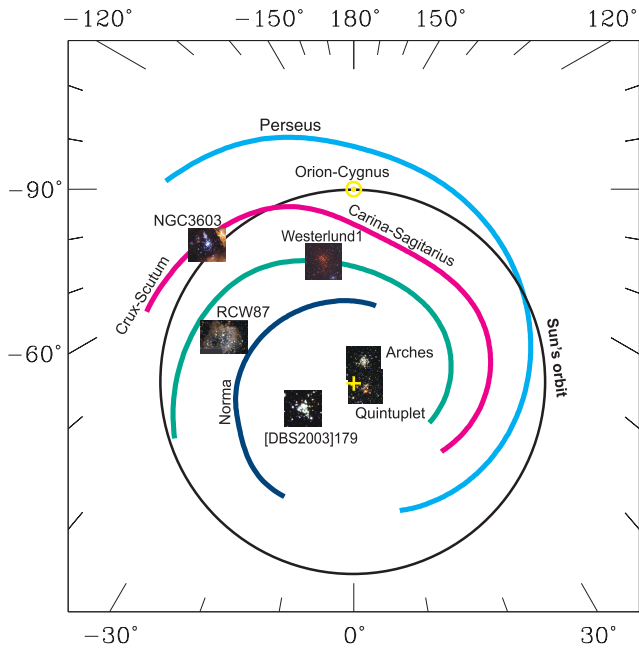 −120° −150° 180° 150° 120°
Perseus
Orion-Cygnus
−90°
NGC3603
Carina-Sagitarius
Westerlund1
Crux-Scutum
RCW87
Sun's orbit
−60°
Arches
Norma
Quintuplet
[DBS2003]179
−30° 0° 30°